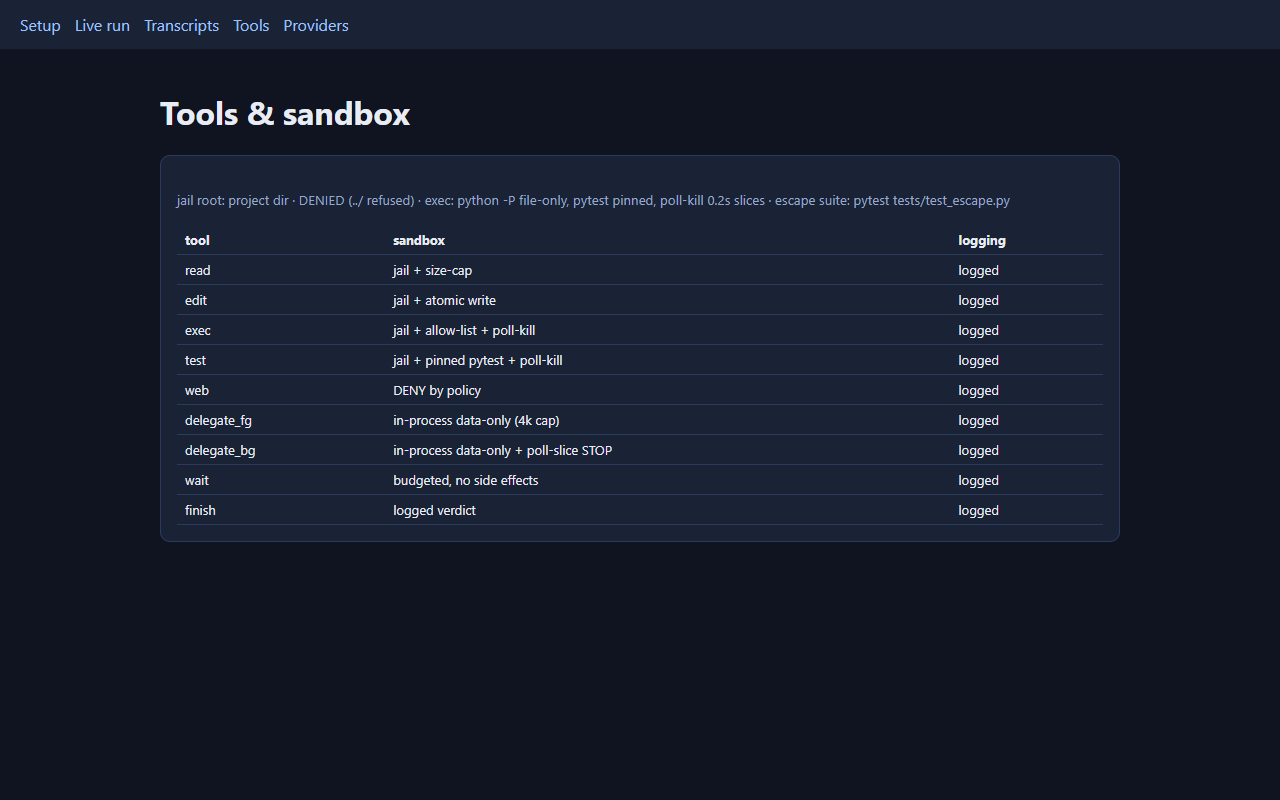 Setup Live run Transcripts Tools Providers
Tools & sandbox
jail root: project dir · DENIED (../ refused) · exec: python -P file-only, pytest pinned, poll-kill 0.2s slices · escape suite: pytest tests/test_escape.py
tool sandbox logging
read jail + size-cap logged
edit jail + atomic write logged
exec jail + allow-list + poll-kill logged
test jail + pinned pytest + poll-kill logged
web DENY by policy logged
delegate_fg in-process data-only (4k cap) logged
delegate_bg in-process data-only + poll-slice STOP logged
wait budgeted, no side effects logged
finish logged verdict logged